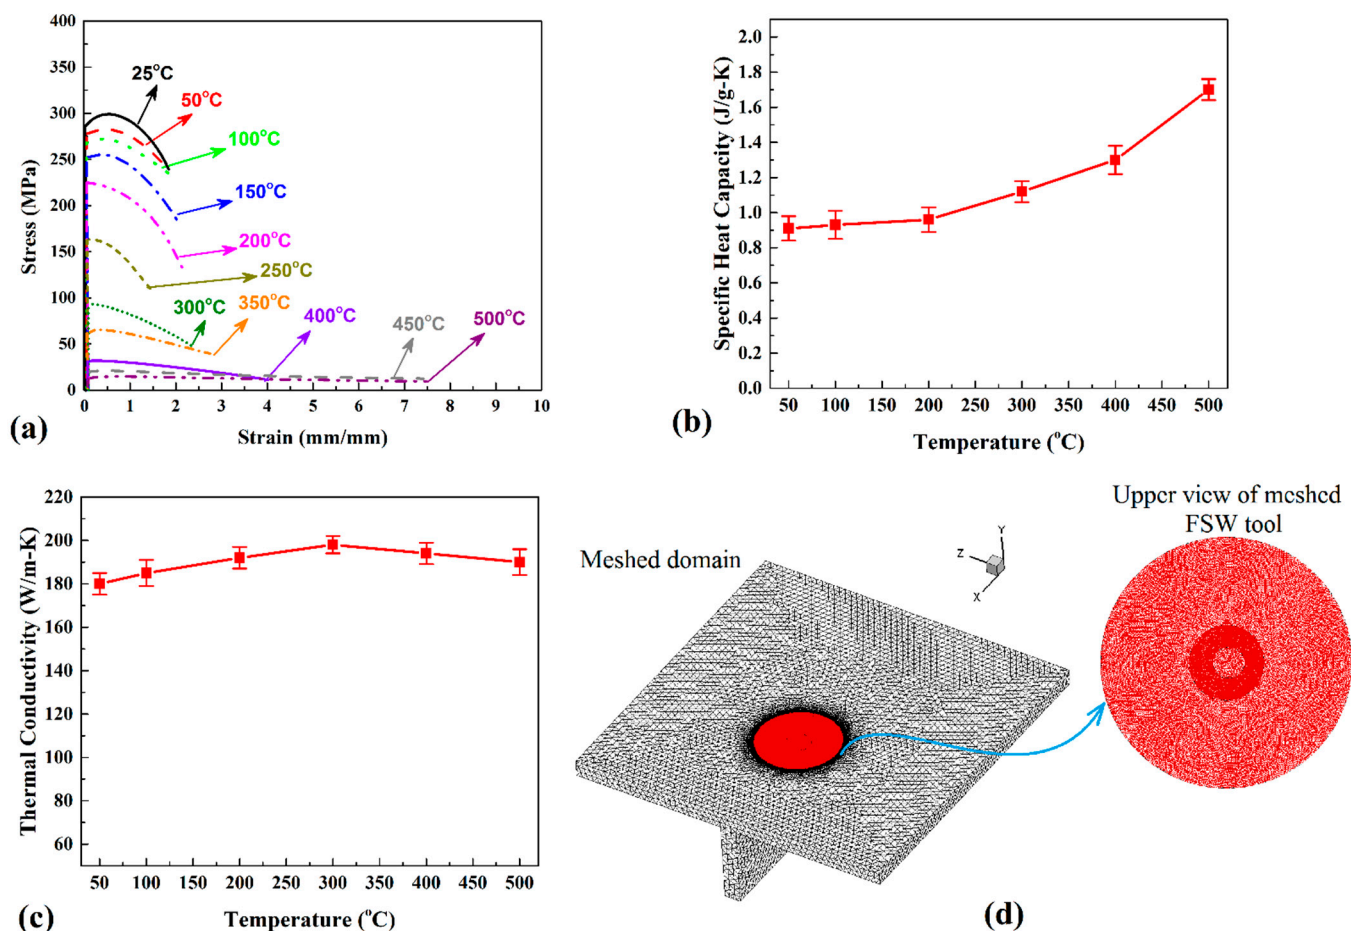 400
350
300
250
200
150
100
50
0
Stress (MPa)
25°C
50°C
100°C
150°C
200°C
250°C
300°C
350°C
400°C
450°C
500°C
0 1 2 3 4 5 6 7 8 9 10
Strain (mm/mm)
(a)
2.0
1.8
1.6
1.4
1.2
1.0
0.8
0.6
0.4
0.2
0.0
Specific Heat Capacity (J/g-K)
50 100 150 200 250 300 350 400 450 500
Temperature (°C)
(b)
220
200
180
160
140
120
100
80
60
Thermal Conductivity (W/m-K)
50 100 150 200 250 300 350 400 450 500
Temperature (°C)
(c)
Meshed domain
Y
Z
X
Upper view of meshed
FSW tool
(d)